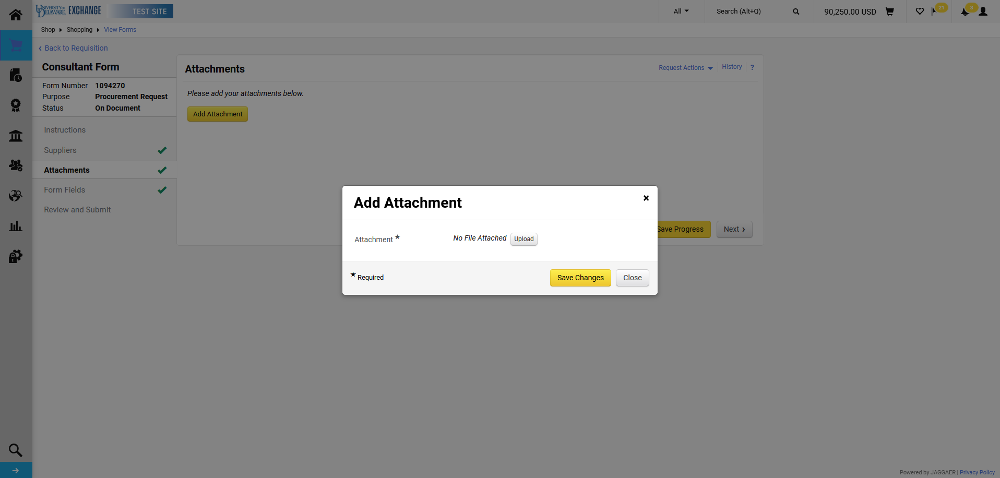 UNIVERSITY OF DELAWARE EXCHANGE TEST SITE
All Search (Alt+Q) 90,250.00 USD 21 3
Shop Shopping View Forms
Back to Requisition
Consultant Form
Form Number 1094270
Purpose Procurement Request
Status On Document
Instructions
Suppliers
Attachments
Form Fields
Review and Submit
Attachments
Request Actions History ?
Please add your attachments below.
Add Attachment
Save Progress Next
Add Attachment
Attachment ★ No File Attached Upload
★ Required Save Changes Close
Powered by JAGGAER | Privacy Policy